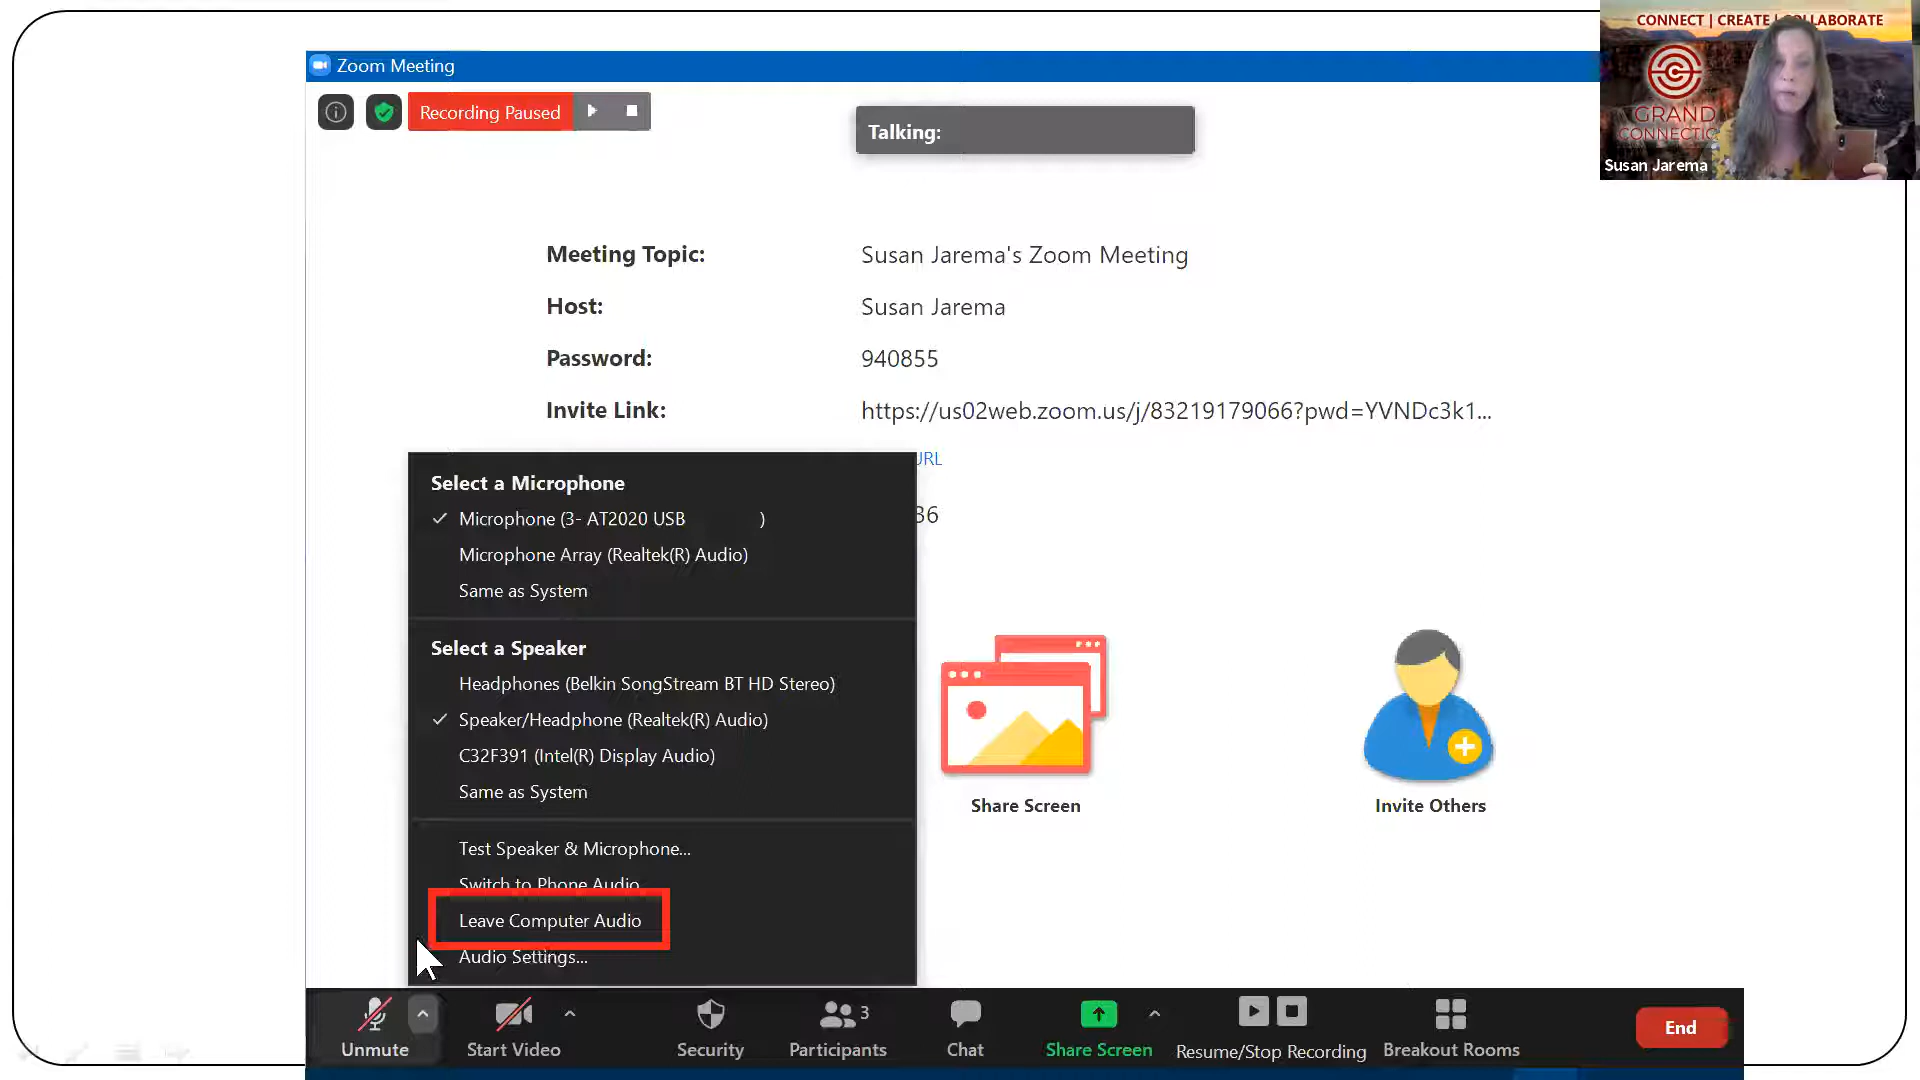 CONNECT | CREATE | COLLABORATE
GRAND
CONNECTIO
Susan Jarema
Zoom Meeting
Recording Paused
Talking:
Meeting Topic: Susan Jarema's Zoom Meeting
Host: Susan Jarema
Password: 940855
Invite Link: https://us02web.zoom.us/j/83219179066?pwd=YVNDc3k1...
URL
36
Select a Microphone
Microphone (3- AT2020 USB )
Microphone Array (Realtek(R) Audio)
Same as System
Select a Speaker
Headphones (Belkin SongStream BT HD Stereo)
Speaker/Headphone (Realtek(R) Audio)
C32F391 (Intel(R) Display Audio)
Same as System
Test Speaker & Microphone...
Switch to Phone Audio
Leave Computer Audio
Audio Settings...
Share Screen
Invite Others
Unmute
Start Video
Security
Participants 3
Chat
Share Screen
Resume/Stop Recording
Breakout Rooms
End